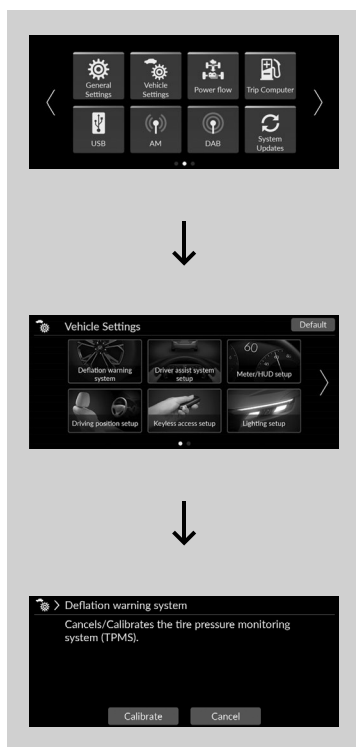 General
Settings
Vehicle
Settings
Power flow
Trip Computer
USB
AM
DAB
System
Updates
Vehicle Settings
Default
Deflation warning
system
Driver assist system
setup
60
Meter/HUD setup
Driving position setup
Keyless access setup
Lighting setup
Deflation warning system
Cancels/Calibrates the tire pressure monitoring
system (TPMS).
Calibrate
Cancel